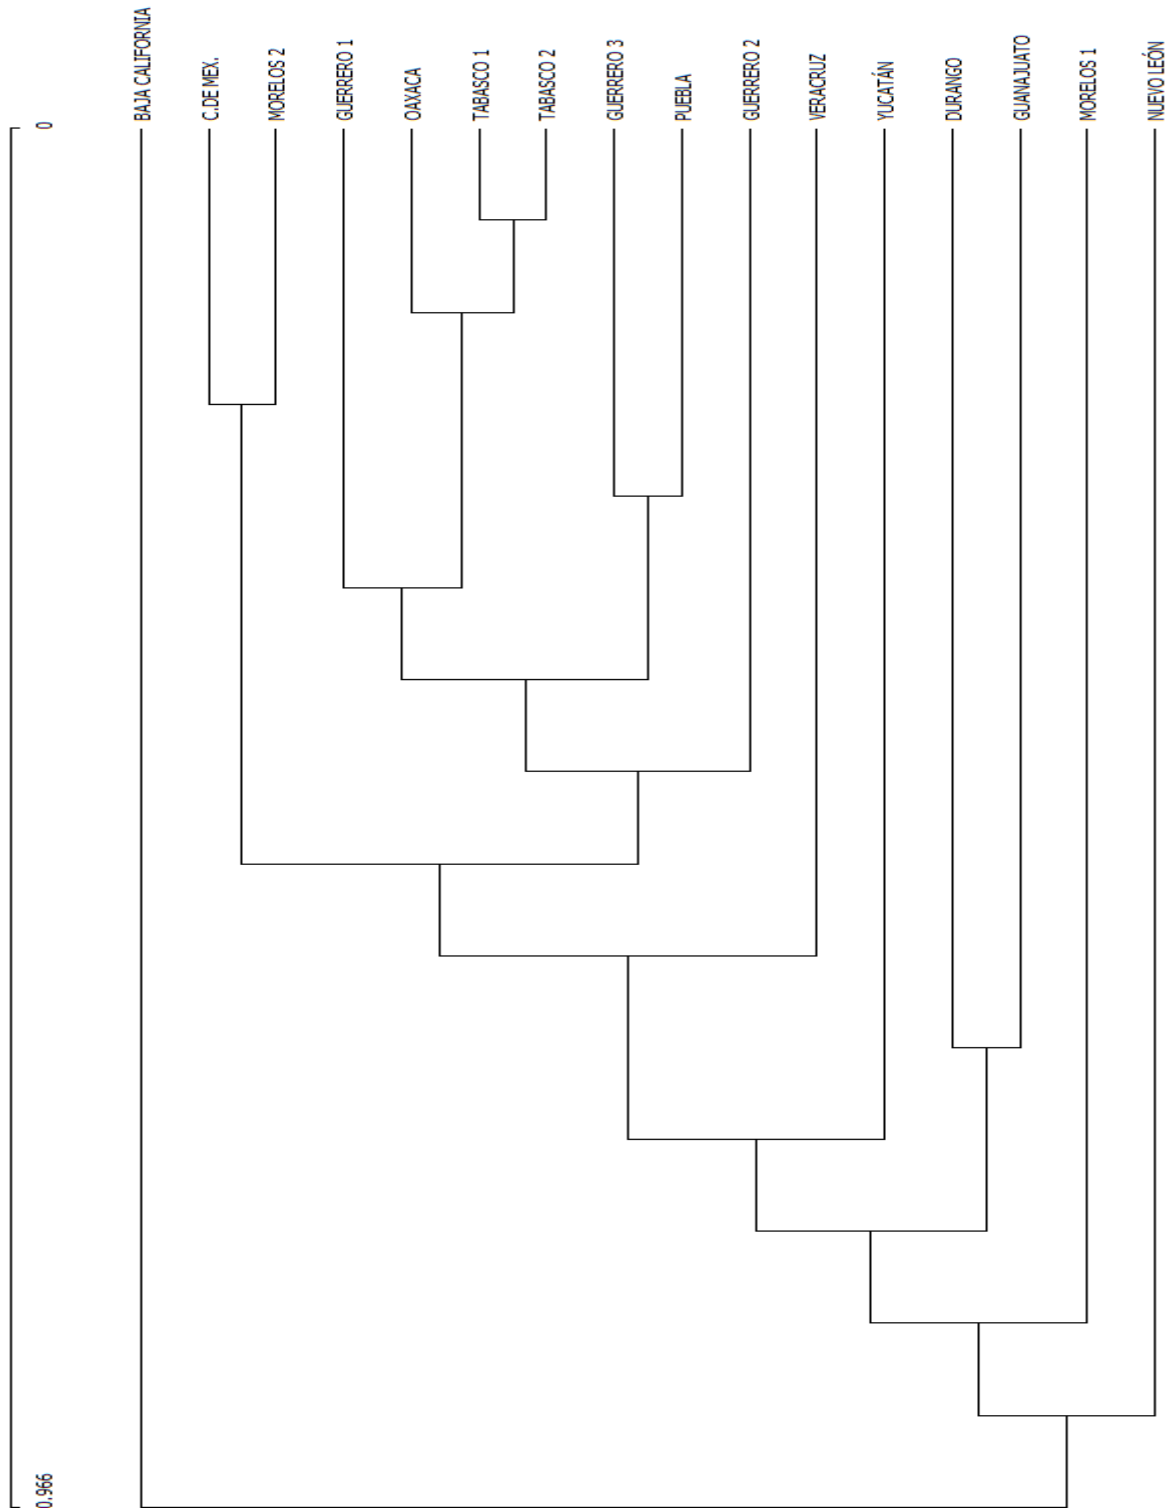 0
BAJA CALIFORNIA
C.DE MEX.
MORELOS 2
GUERRERO 1
OAXACA
TABASCO 1
TABASCO 2
GUERRERO 3
PUEBLA
GUERRERO 2
VERACRUZ
YUCATÁN
DURANGO
GUANAJUATO
MORELOS 1
NUEVO LEÓN
0.966